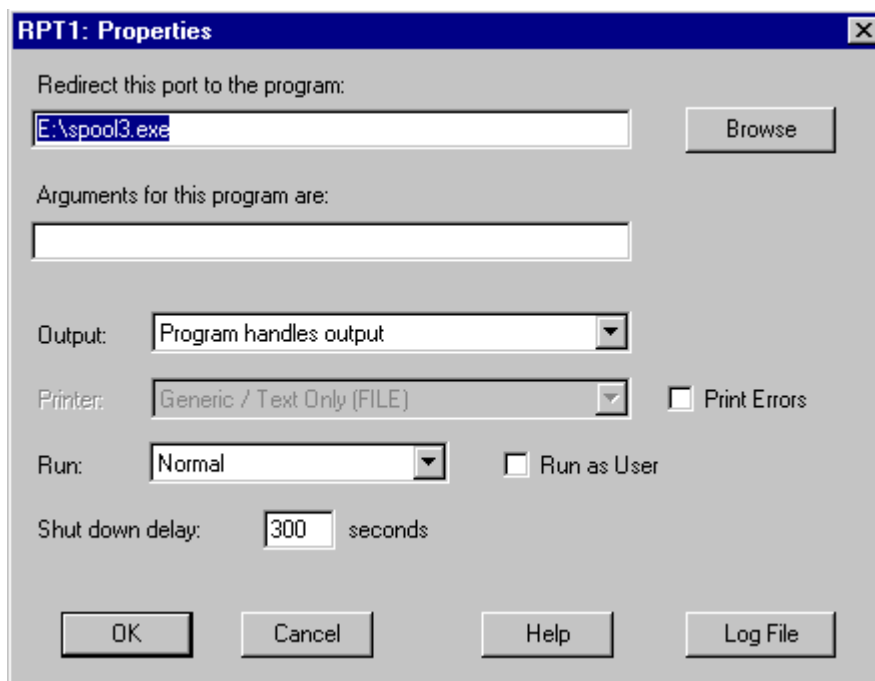 RPT1: Properties
Redirect this port to the program:
E:\spool3.exe Browse
Arguments for this program are:
Output: Program handles output
Printer: Generic / Text Only (FILE) Print Errors
Run: Normal Run as User
Shut down delay: 300 seconds
OK Cancel Help Log File